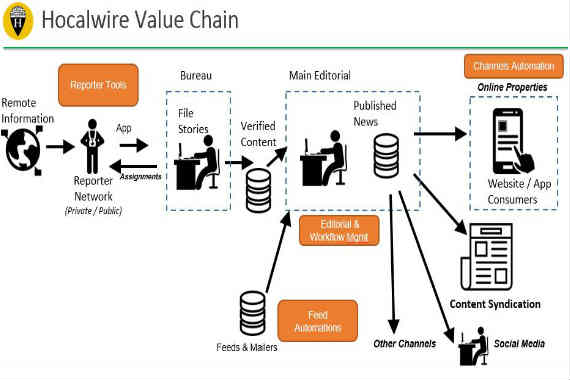 H
Hocalwire Value Chain
Reporter Tools
Bureau
Main Editorial
Channels Automation
Online Properties
Remote
Information
App
File
Stories
Verified
Content
Published
News
Assignments
Reporter
Network
(Private / Public)
Website / App
Consumers
Editorial &
Workflow Mgmt
Feed
Automations
Feeds & Mailers
Content Syndication
Other Channels
Social Media